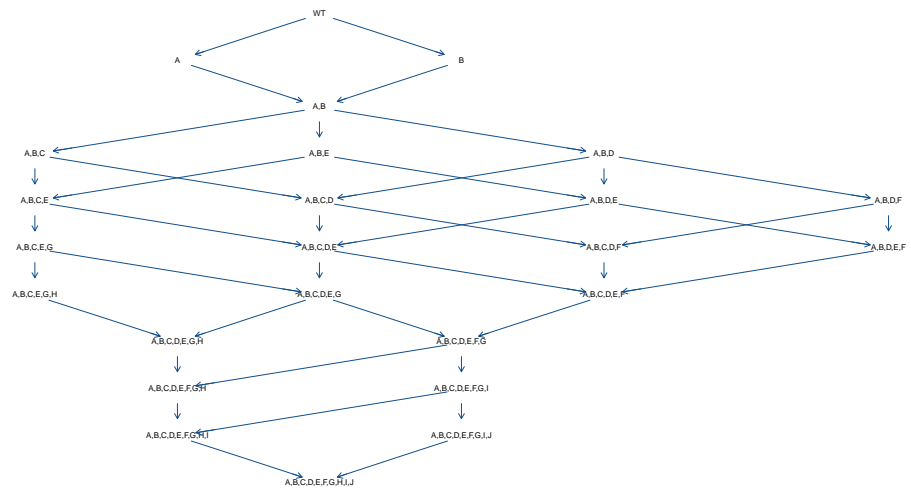 WT
A
B
A,B
A,B,C
A,B,E
A,B,D
A,B,C,E
A,B,C,D
A,B,D,E
A,B,D,F
A,B,C,E,G
A,B,C,D,E
A,B,C,D,F
A,B,D,E,F
A,B,C,E,G,H
A,B,C,D,E,G
A,B,C,D,E,F
A,B,C,D,E,G,H
A,B,C,D,E,F,G
A,B,C,D,E,F,G,H
A,B,C,D,E,F,G,I
A,B,C,D,E,F,G,H,I
A,B,C,D,E,F,G,I,J
A,B,C,D,E,F,G,H,I,J